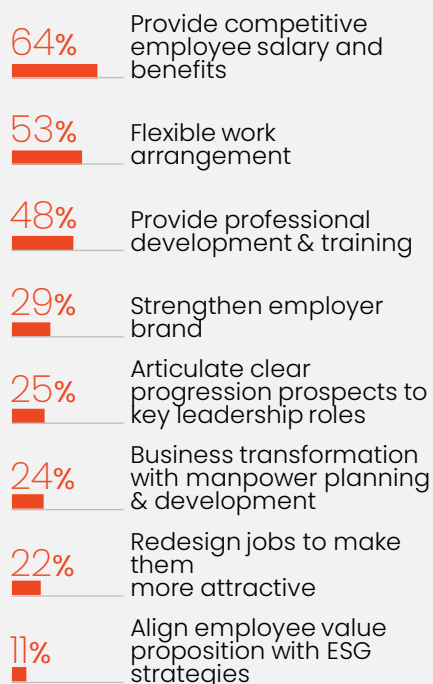 64%
Provide competitive
employee salary and
benefits
53%
Flexible work
arrangement
48%
Provide professional
development & training
29%
Strengthen employer
brand
25%
Articulate clear
progression prospects to
key leadership roles
24%
Business transformation
with manpower planning
& development
22%
Redesign jobs to make
them
more attractive
11%
Align employee value
proposition with ESG
strategies